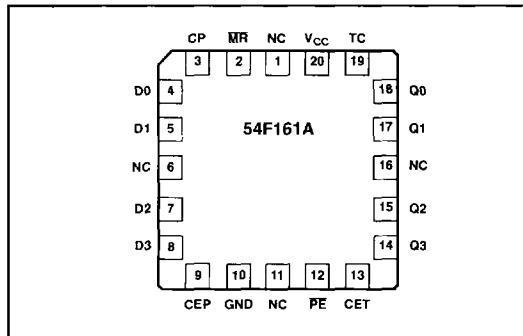 CP M̅R̅ NC VCC TC
3 2 1 20 19
D0 4 18 Q0
54F161A
D1 5 17 Q1
NC 6 16 NC
D2 7 15 Q2
D3 8 14 Q3
9 10 11 12 13
CEP GND NC P̅E̅ CET